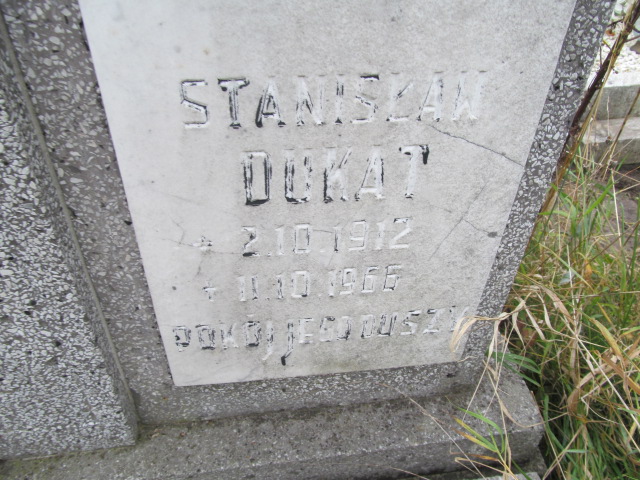 STANISŁAW
DUKAT
* 2.10.1912
+ 11.10.1966
POKÓJ JEGO DUSZY